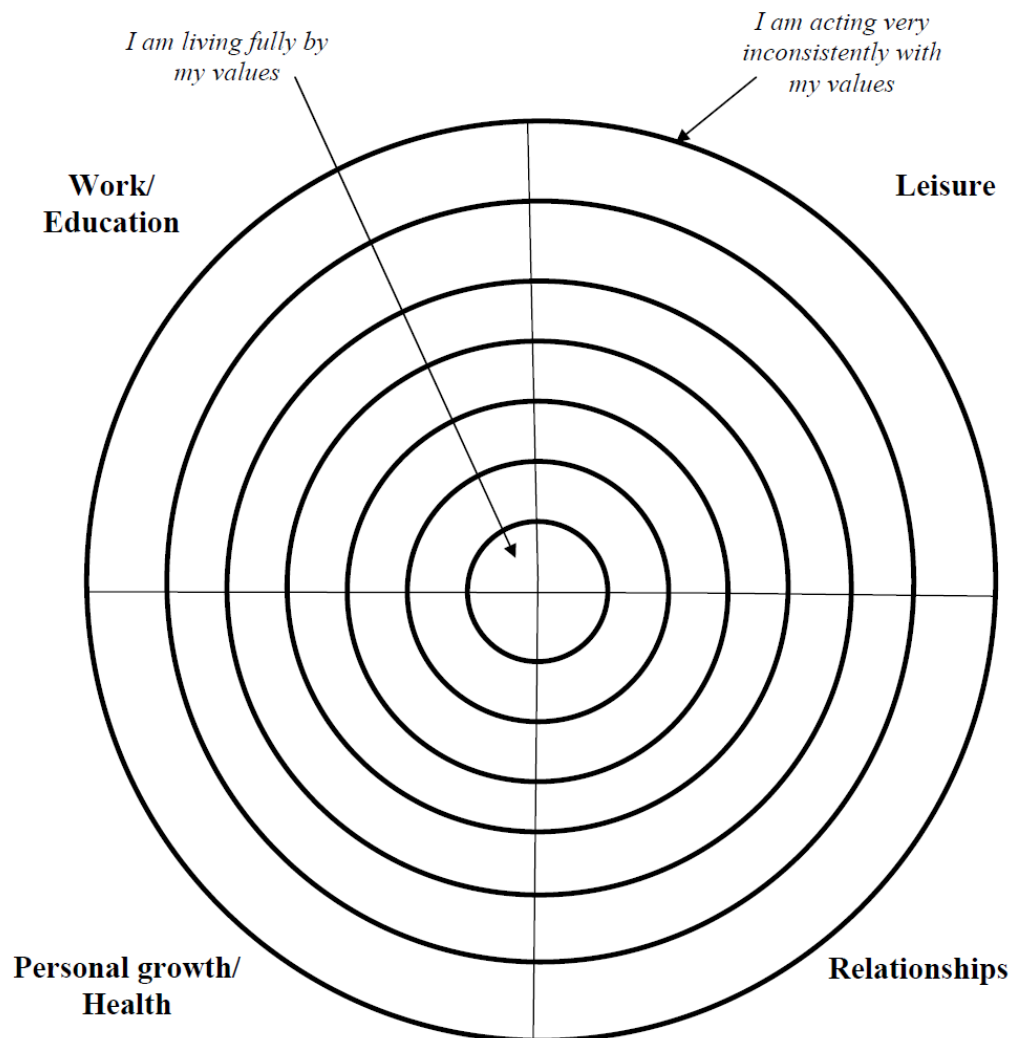 I am living fully by
my values
I am acting very
inconsistently with
my values
Work/
Education
Leisure
Personal growth/
Health
Relationships